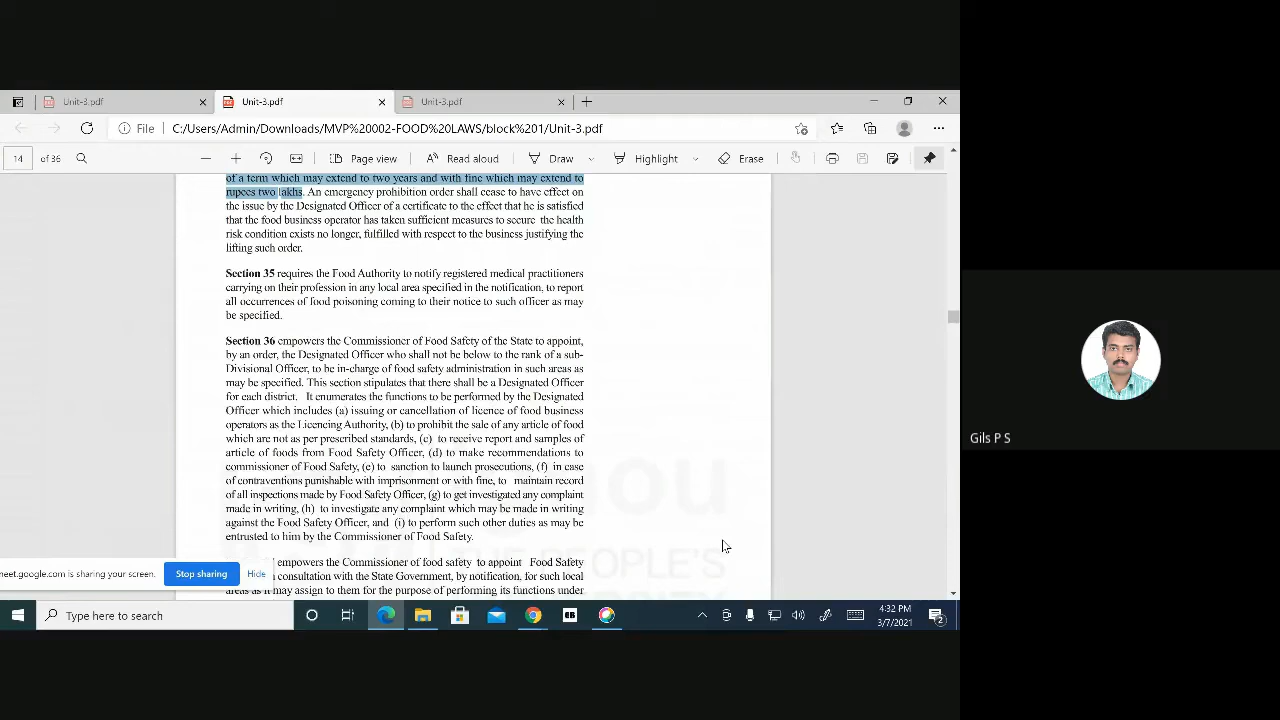 Unit-3.pdf
Unit-3.pdf
Unit-3.pdf
File C:/Users/Admin/Downloads/MVP%20002-FOOD%20LAWS/block%201/Unit-3.pdf
14 of 36 Page view Read aloud Draw Highlight Erase
of a term which may extend to two years and with fine which may extend to
rupees two lakhs. An emergency prohibition order shall cease to have effect on
the issue by the Designated Officer of a certificate to the effect that he is satisfied
that the food business operator has taken sufficient measures to secure the health
risk condition exists no longer, fulfilled with respect to the business justifying the
lifting such order.
Section 35 requires the Food Authority to notify registered medical practitioners
carrying on their profession in any local area specified in the notification, to report
all occurrences of food poisoning coming to their notice to such officer as may
be specified.
Section 36 empowers the Commissioner of Food Safety of the State to appoint,
by an order, the Designated Officer who shall not be below to the rank of a sub-
Divisional Officer, to be in-charge of food safety administration in such areas as
may be specified. This section stipulates that there shall be a Designated Officer
for each district. It enumerates the functions to be performed by the Designated
Officer which includes (a) issuing or cancellation of licence of food business
operators as the Licencing Authority, (b) to prohibit the sale of any article of food
which are not as per prescribed standards, (c) to receive report and samples of
article of foods from Food Safety Officer, (d) to make recommendations to
commissioner of Food Safety, (e) to sanction to launch prosecutions, (f) in case
of contraventions punishable with imprisonment or with fine, to maintain record
of all inspections made by Food Safety Officer, (g) to get investigated any complaint
made in writing, (h) to investigate any complaint which may be made in writing
against the Food Safety Officer, and (i) to perform such other duties as may be
entrusted to him by the Commissioner of Food Safety.
empowers the Commissioner of food safety to appoint Food Safety
consultation with the State Government, by notification, for such local
areas as it may assign to them for the purpose of performing its functions under
nou
THE PEOPLE'S
meet.google.com is sharing your screen. Stop sharing Hide
Type here to search
4:32 PM
3/7/2021
2
Gils P S